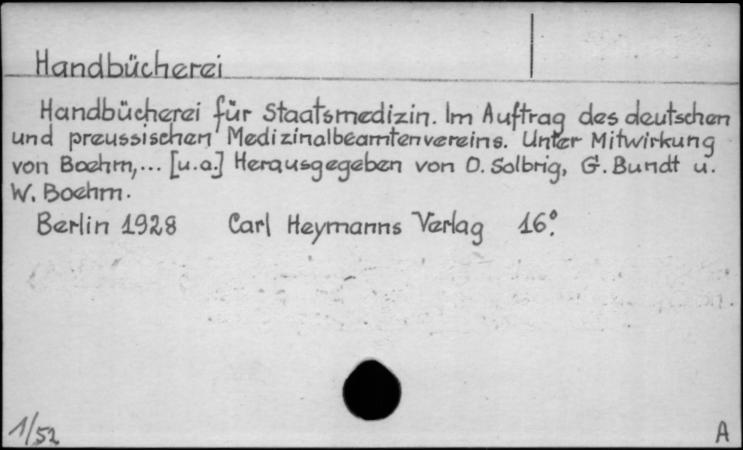 Handbücherei
Handbücherei für Staatsmedizin. Im Auftrag des deutschen
und preussischen Medizinalbeamtenvereins. Unter Mitwirkung
von Boehm,... [u.a.] Herausgegeben von O. Solbrig, G. Bundt u.
W. Boehm.
Berlin 1928 Carl Heymanns Verlag 16°.
1/52 A